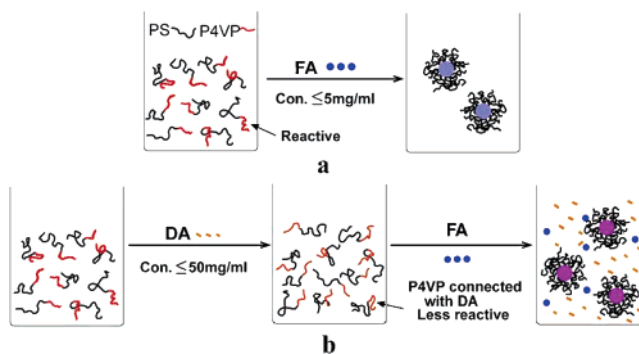 PS P4VP
FA
Con. ≤5mg/ml
Reactive
a
DA
Con. ≤50mg/ml
FA
P4VP connected
with DA
Less reactive
b